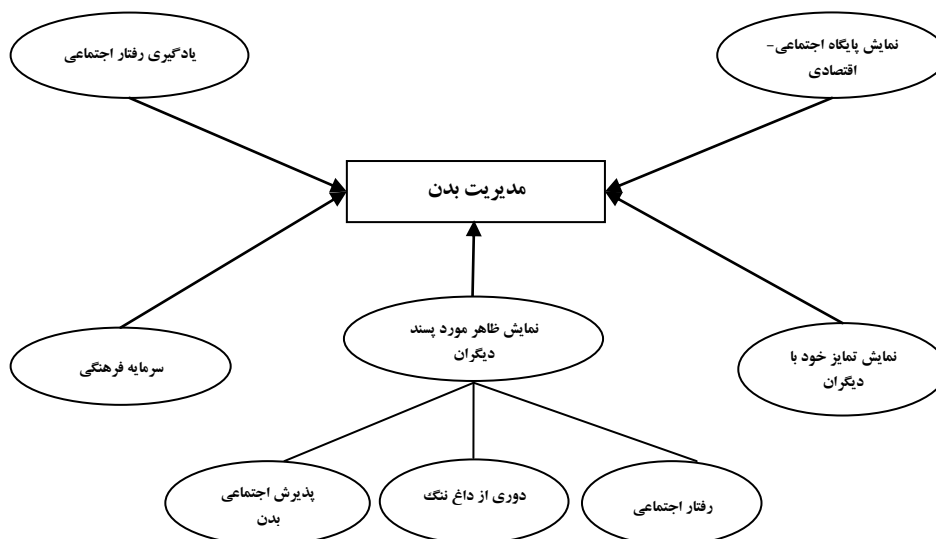 نمایش پایگاه اجتماعی-
اقتصادی
یادگیری رفتار اجتماعی
مدیریت بدن
نمایش ظاهر مورد پسند
دیگران
نمایش تمایز خود با
دیگران
سرمایه فرهنگی
رفتار اجتماعی
دوری از داغ ننگ
پذیرش اجتماعی
بدن